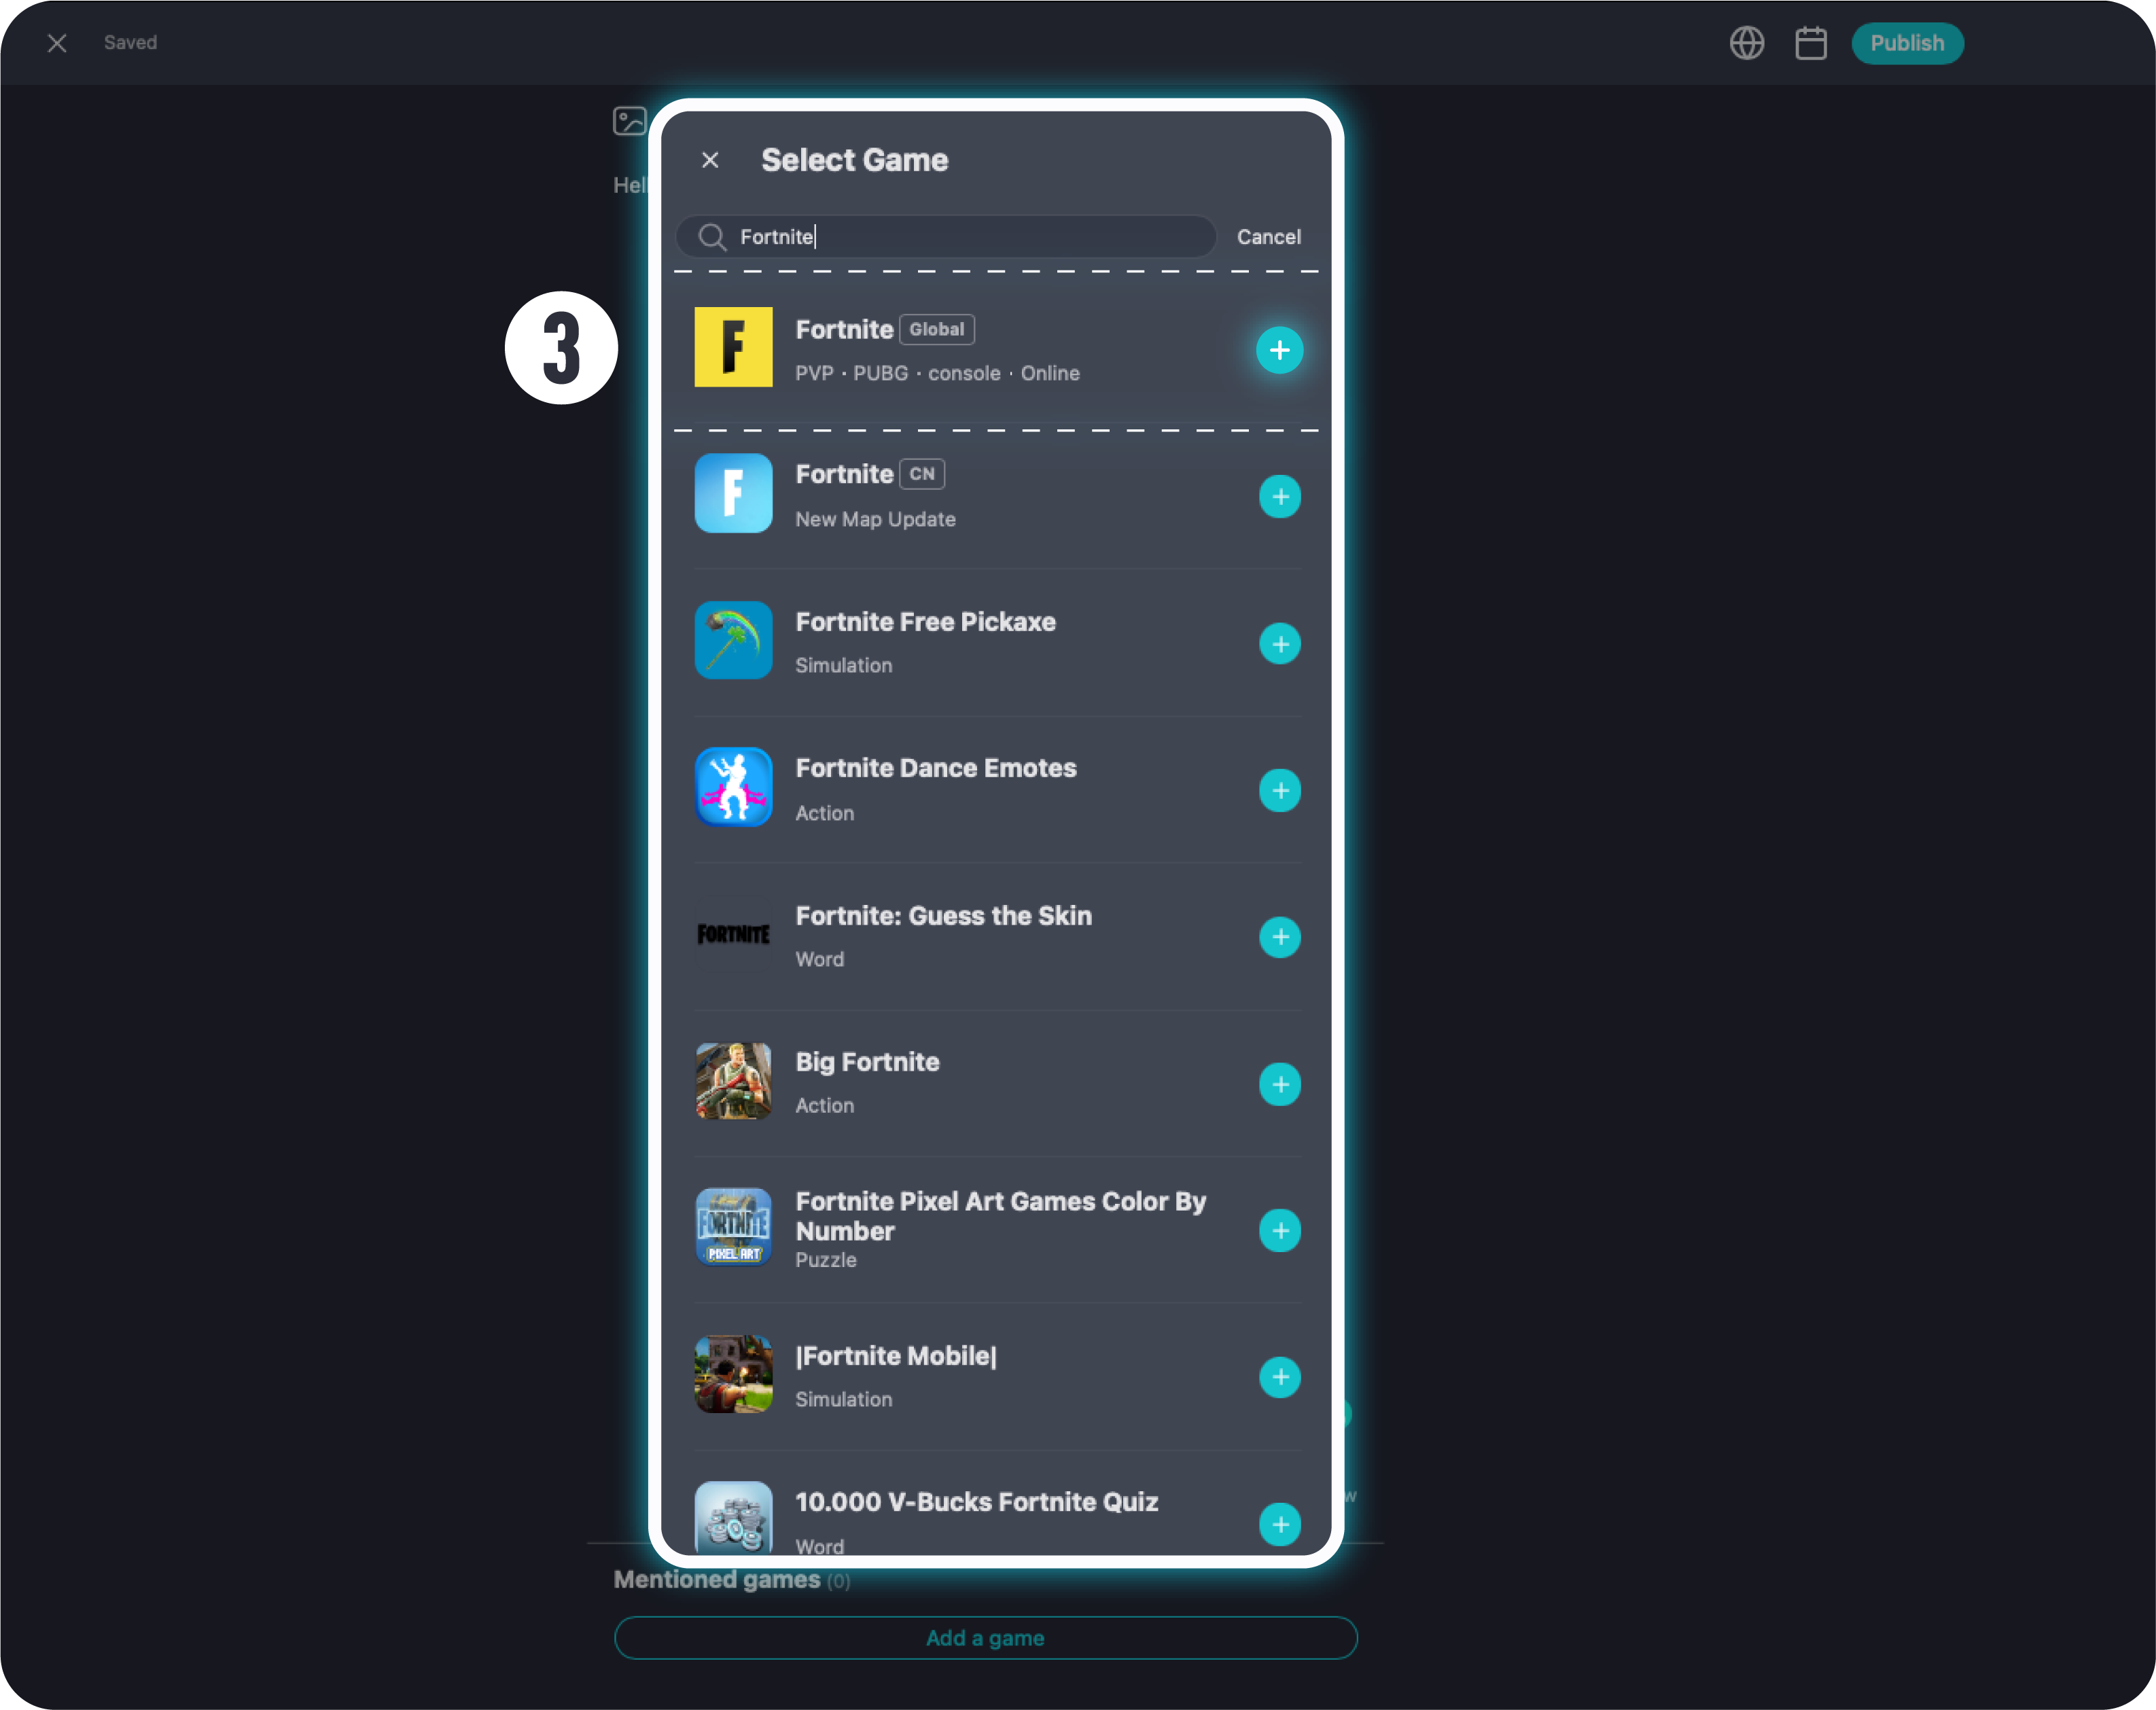 Saved
Publish
Hell
Select Game
Fortnite
Cancel
3
F
Fortnite Global
PVP · PUBG · console · Online
F
Fortnite CN
New Map Update
Fortnite Free Pickaxe
Simulation
Fortnite Dance Emotes
Action
FORTNITE
Fortnite: Guess the Skin
Word
Big Fortnite
Action
FORTNITE
PIXEL ART
Fortnite Pixel Art Games Color By
Number
Puzzle
|Fortnite Mobile|
Simulation
10.000 V-Bucks Fortnite Quiz
w
Word
Mentioned games (0)
Add a game